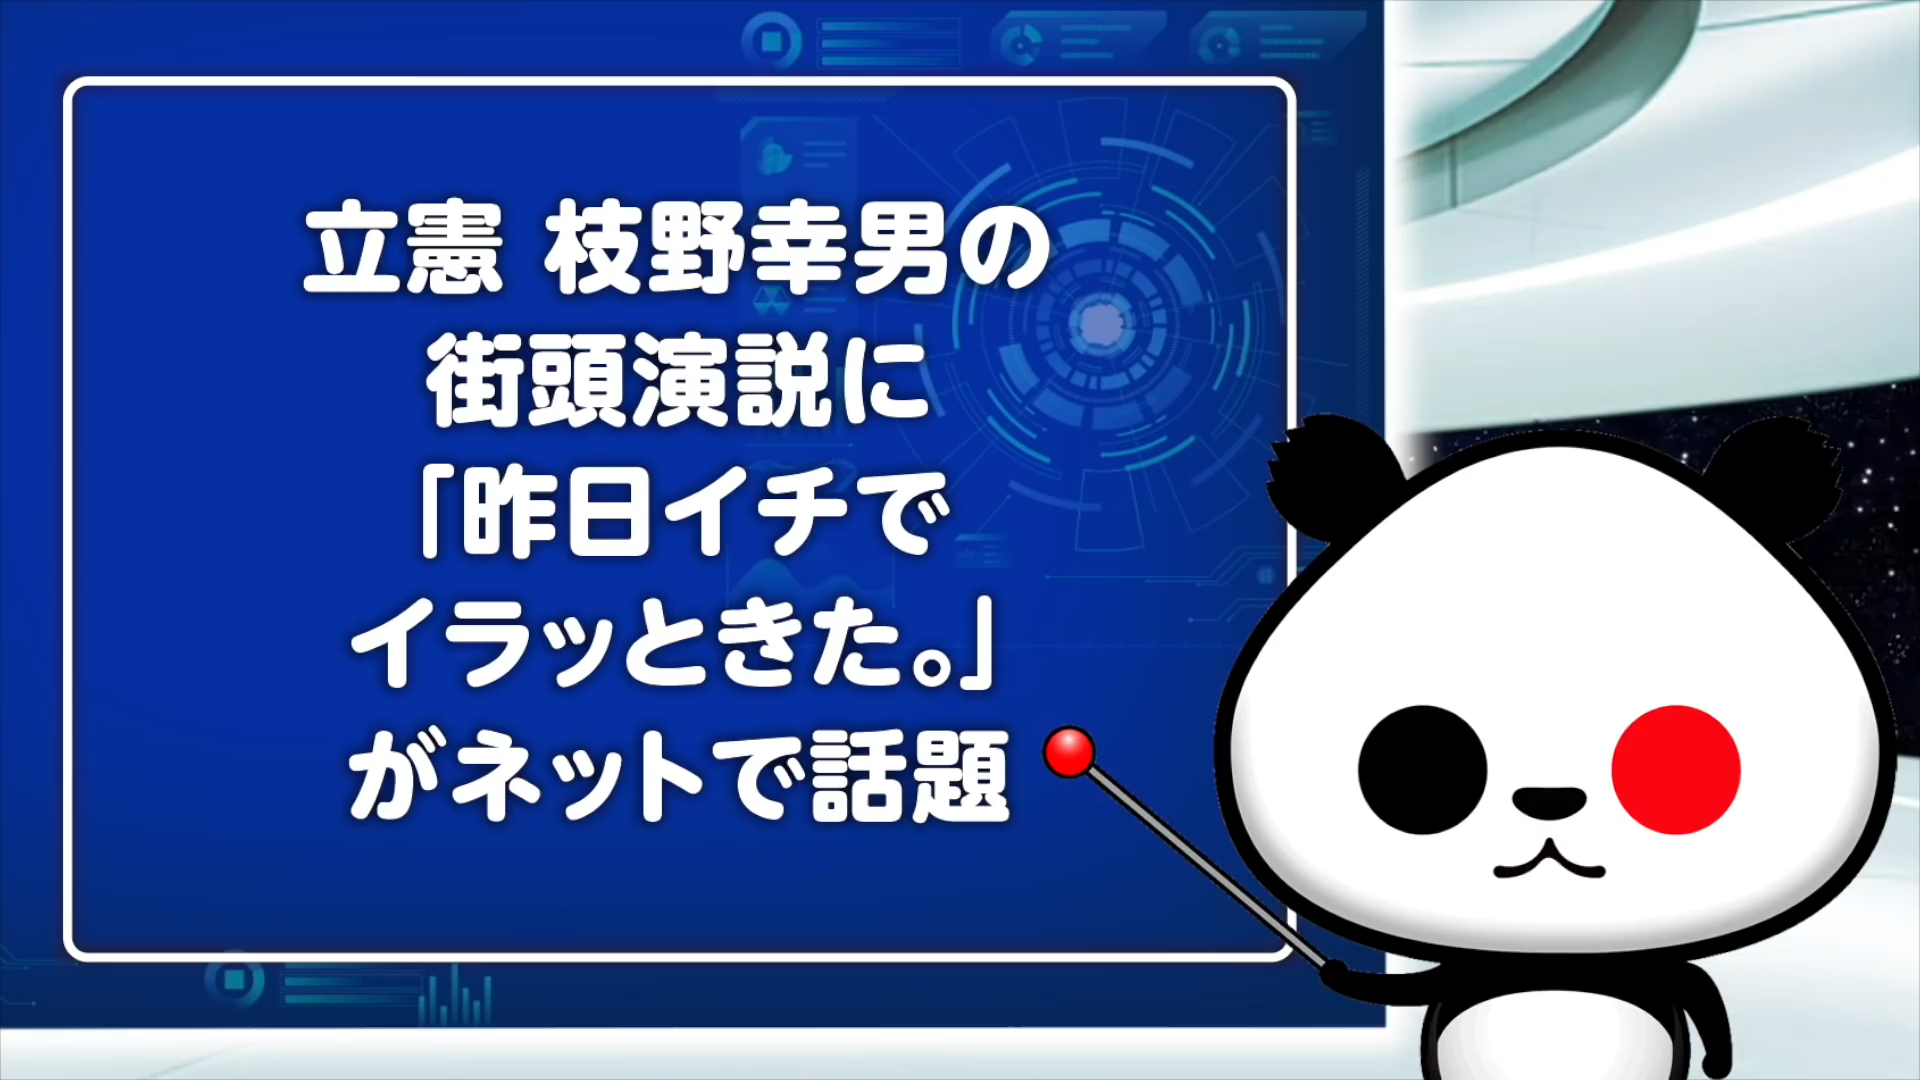 立憲 枝野幸男の
街頭演説に
「昨日イチで
イラッときた。」
がネットで話題